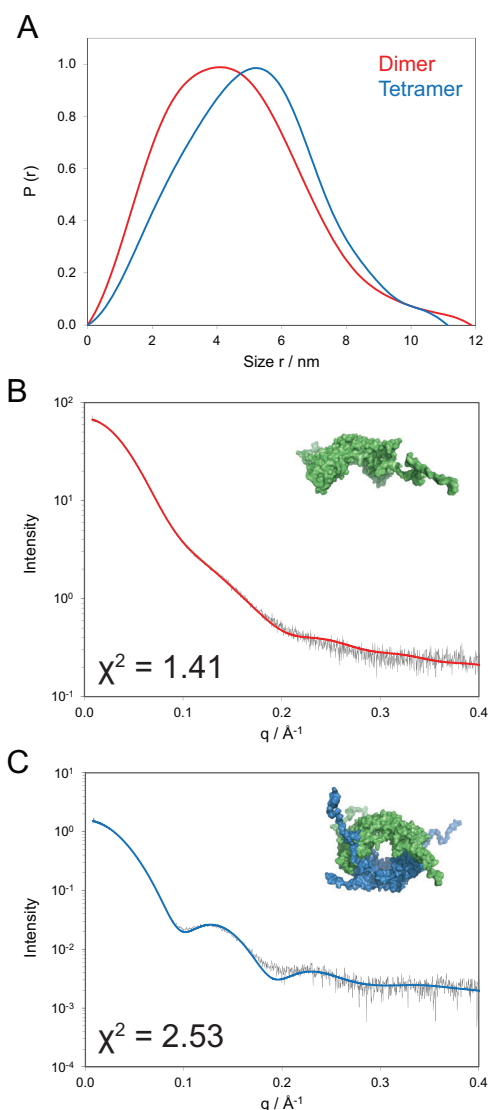 A
1.0
0.8
0.6
0.4
0.2
0.0
P (r)
Dimer
Tetramer
0 2 4 6 8 10 12
Size r / nm
B
10²
10¹
10⁰
10⁻¹
Intensity
χ² = 1.41
0.0 0.1 0.2 0.3 0.4
q / Å⁻¹
C
10¹
10⁰
10⁻¹
10⁻²
10⁻³
10⁻⁴
Intensity
χ² = 2.53
0.0 0.1 0.2 0.3 0.4
q / Å⁻¹